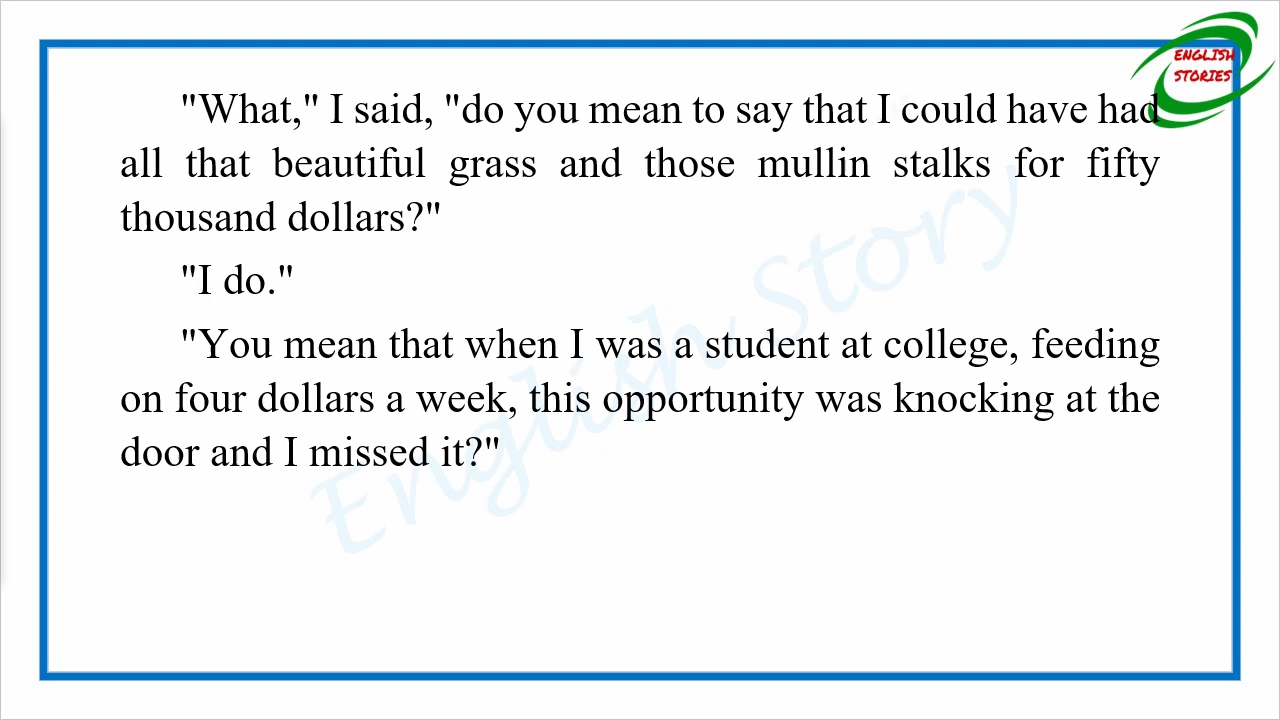 ENGLISH
STORIES
"What," I said, "do you mean to say that I could have had
all that beautiful grass and those mullin stalks for fifty
thousand dollars?"
"I do."
"You mean that when I was a student at college, feeding
on four dollars a week, this opportunity was knocking at the
door and I missed it?"
English Story